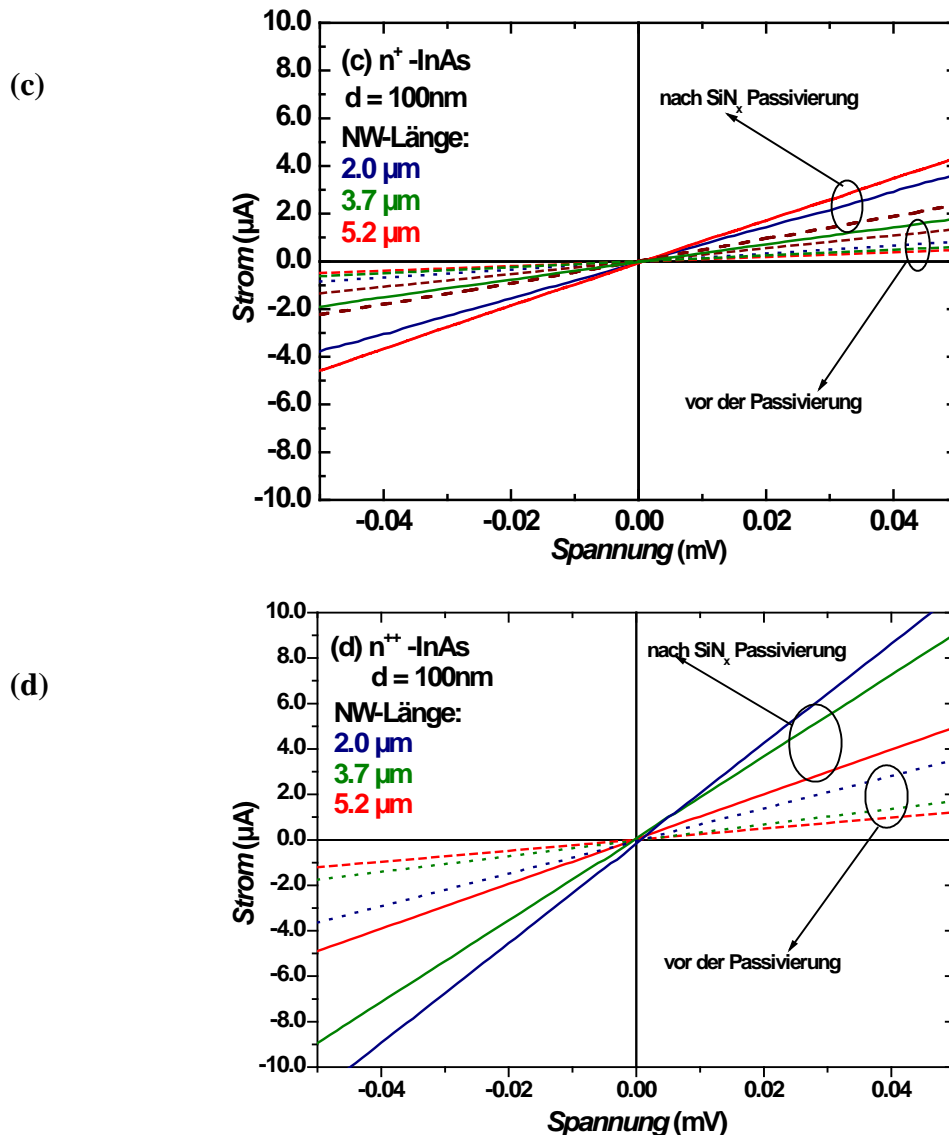 (c)
10.0
8.0
6.0
4.0
2.0
0.0
-2.0
-4.0
-6.0
-8.0
-10.0
Strom (µA)
(c) n⁺ -InAs
d = 100nm
NW-Länge:
2.0 µm
3.7 µm
5.2 µm
nach SiNₓ Passivierung
vor der Passivierung
-0.04
-0.02
0.00
0.02
0.04
Spannung (mV)
(d)
10.0
8.0
6.0
4.0
2.0
0.0
-2.0
-4.0
-6.0
-8.0
-10.0
Strom (µA)
(d) n⁺⁺ -InAs
d = 100nm
NW-Länge:
2.0 µm
3.7 µm
5.2 µm
nach SiNₓ Passivierung
vor der Passivierung
-0.04
-0.02
0.00
0.02
0.04
Spannung (mV)